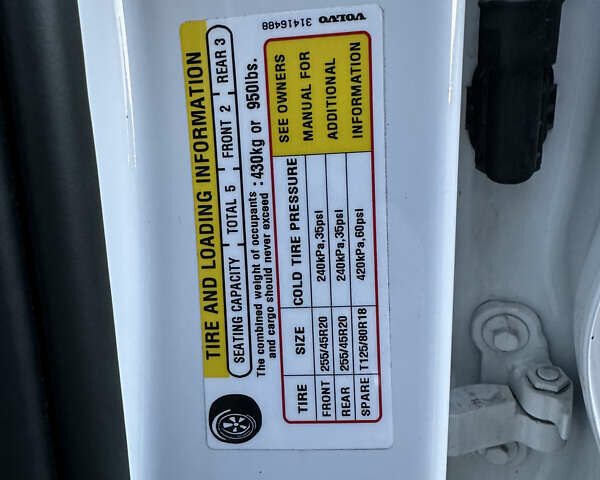 VOLVO
31416488
TIRE AND LOADING INFORMATION
SEATING CAPACITY TOTAL 5 FRONT 2 REAR 3
The combined weight of occupants
and cargo should never exceed : 430kg or 950lbs.
TIRE SIZE COLD TIRE PRESSURE
FRONT 255/45R20 240kPa,35psi
REAR 255/45R20 240kPa,35psi
SPARE T125/80R18 420kPa,60psi
SEE OWNERS
MANUAL FOR
ADDITIONAL
INFORMATION